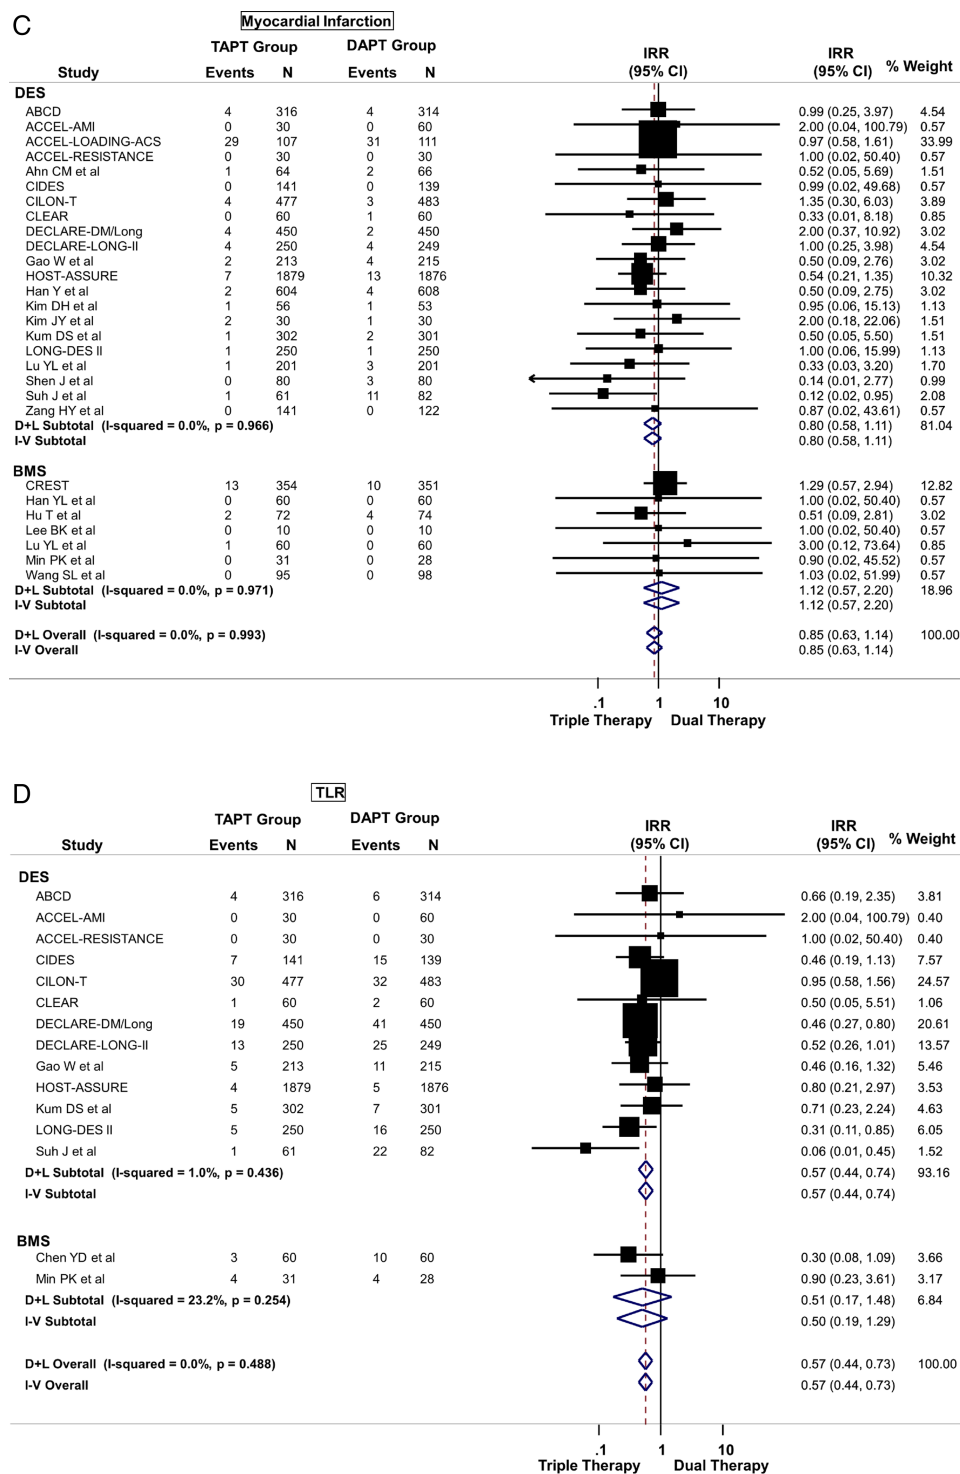 C
Myocardial Infarction
TAPT Group DAPT Group IRR IRR
Study Events N Events N (95% CI) (95% CI) % Weight
DES
ABCD 4 316 4 314 0.99 (0.25, 3.97) 4.54
ACCEL-AMI 0 30 0 60 2.00 (0.04, 100.79) 0.57
ACCEL-LOADING-ACS 29 107 31 111 0.97 (0.58, 1.61) 33.99
ACCEL-RESISTANCE 0 30 0 30 1.00 (0.02, 50.40) 0.57
Ahn CM et al 1 64 2 66 0.52 (0.05, 5.69) 1.51
CIDES 0 141 0 139 0.99 (0.02, 49.68) 0.57
CILON-T 4 477 3 483 1.35 (0.30, 6.03) 3.89
CLEAR 0 60 1 60 0.33 (0.01, 8.18) 0.85
DECLARE-DM/Long 4 450 2 450 2.00 (0.37, 10.92) 3.02
DECLARE-LONG-II 4 250 4 249 1.00 (0.25, 3.98) 4.54
Gao W et al 2 213 4 215 0.50 (0.09, 2.76) 3.02
HOST-ASSURE 7 1879 13 1876 0.54 (0.21, 1.35) 10.32
Han Y et al 2 604 4 608 0.50 (0.09, 2.75) 3.02
Kim DH et al 1 56 1 53 0.95 (0.06, 15.13) 1.13
Kim JY et al 2 30 1 30 2.00 (0.18, 22.06) 1.51
Kum DS et al 1 302 2 301 0.50 (0.05, 5.50) 1.51
LONG-DES II 1 250 1 250 1.00 (0.06, 15.99) 1.13
Lu YL et al 1 201 3 201 0.33 (0.03, 3.20) 1.70
Shen J et al 0 80 3 80 0.14 (0.01, 2.77) 0.99
Suh J et al 1 61 11 82 0.12 (0.02, 0.95) 2.08
Zang HY et al 0 141 0 122 0.87 (0.02, 43.61) 0.57
D+L Subtotal (I-squared = 0.0%, p = 0.966) 0.80 (0.58, 1.11) 81.04
I-V Subtotal 0.80 (0.58, 1.11)
BMS
CREST 13 354 10 351 1.29 (0.57, 2.94) 12.82
Han YL et al 0 60 0 60 1.00 (0.02, 50.40) 0.57
Hu T et al 2 72 4 74 0.51 (0.09, 2.81) 3.02
Lee BK et al 0 10 0 10 1.00 (0.02, 50.40) 0.57
Lu YL et al 1 60 0 60 3.00 (0.12, 73.64) 0.85
Min PK et al 0 31 0 28 0.90 (0.02, 45.52) 0.57
Wang SL et al 0 95 0 98 1.03 (0.02, 51.99) 0.57
D+L Subtotal (I-squared = 0.0%, p = 0.971) 1.12 (0.57, 2.20) 18.96
I-V Subtotal 1.12 (0.57, 2.20)
D+L Overall (I-squared = 0.0%, p = 0.993) 0.85 (0.63, 1.14) 100.00
I-V Overall 0.85 (0.63, 1.14)
.1 1 10
Triple Therapy Dual Therapy
D
TLR
TAPT Group DAPT Group IRR IRR
Study Events N Events N (95% CI) (95% CI) % Weight
DES
ABCD 4 316 6 314 0.66 (0.19, 2.35) 3.81
ACCEL-AMI 0 30 0 60 2.00 (0.04, 100.79) 0.40
ACCEL-RESISTANCE 0 30 0 30 1.00 (0.02, 50.40) 0.40
CIDES 7 141 15 139 0.46 (0.19, 1.13) 7.57
CILON-T 30 477 32 483 0.95 (0.58, 1.56) 24.57
CLEAR 1 60 2 60 0.50 (0.05, 5.51) 1.06
DECLARE-DM/Long 19 450 41 450 0.46 (0.27, 0.80) 20.61
DECLARE-LONG-II 13 250 25 249 0.52 (0.26, 1.01) 13.57
Gao W et al 5 213 11 215 0.46 (0.16, 1.32) 5.46
HOST-ASSURE 4 1879 5 1876 0.80 (0.21, 2.97) 3.53
Kum DS et al 5 302 7 301 0.71 (0.23, 2.24) 4.63
LONG-DES II 5 250 16 250 0.31 (0.11, 0.85) 6.05
Suh J et al 1 61 22 82 0.06 (0.01, 0.45) 1.52
D+L Subtotal (I-squared = 1.0%, p = 0.436) 0.57 (0.44, 0.74) 93.16
I-V Subtotal 0.57 (0.44, 0.74)
BMS
Chen YD et al 3 60 10 60 0.30 (0.08, 1.09) 3.66
Min PK et al 4 31 4 28 0.90 (0.23, 3.61) 3.17
D+L Subtotal (I-squared = 23.2%, p = 0.254) 0.51 (0.17, 1.48) 6.84
I-V Subtotal 0.50 (0.19, 1.29)
D+L Overall (I-squared = 0.0%, p = 0.488) 0.57 (0.44, 0.73) 100.00
I-V Overall 0.57 (0.44, 0.73)
.1 1 10
Triple Therapy Dual Therapy